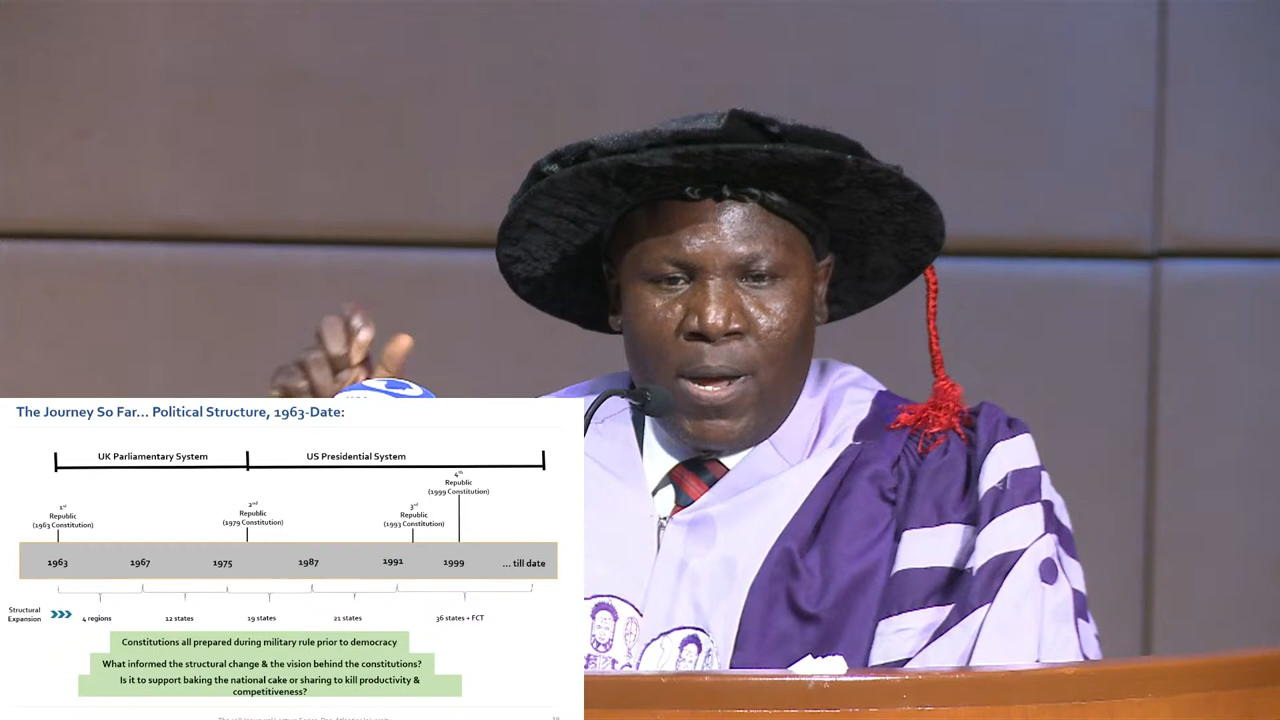 The Journey So Far... Political Structure, 1963-Date:
UK Parliamentary System
US Presidential System
4th
Republic
(1999 Constitution)
1st
Republic
(1963 Constitution)
2nd
Republic
(1979 Constitution)
3rd
Republic
(1993 Constitution)
1963
1967
1975
1987
1991
1999
... till date
Structural
Expansion
4 regions
12 states
19 states
21 states
36 states + FCT
Constitutions all prepared during military rule prior to democracy
What informed the structural change & the vision behind the constitutions?
Is it to support baking the national cake or sharing to kill productivity &
competitiveness?